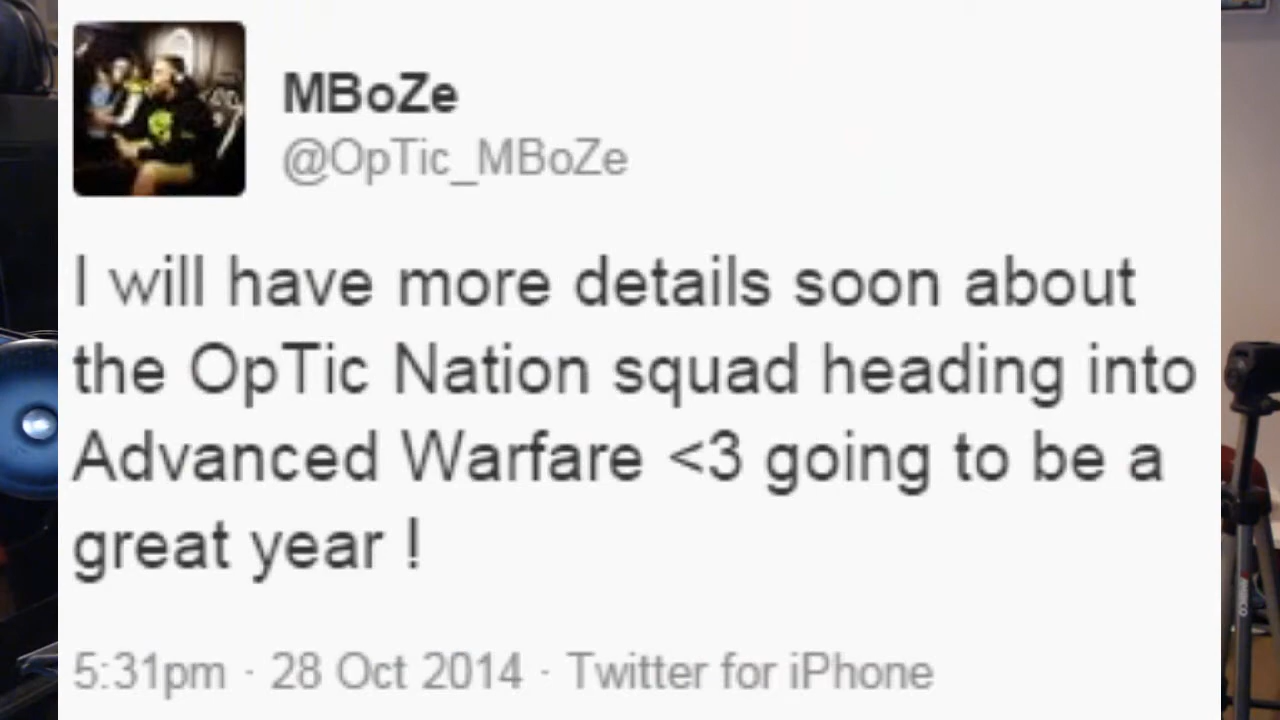 MBoZe
@OpTic_MBoZe
I will have more details soon about
the OpTic Nation squad heading into
Advanced Warfare <3 going to be a
great year !
5:31pm · 28 Oct 2014 · Twitter for iPhone